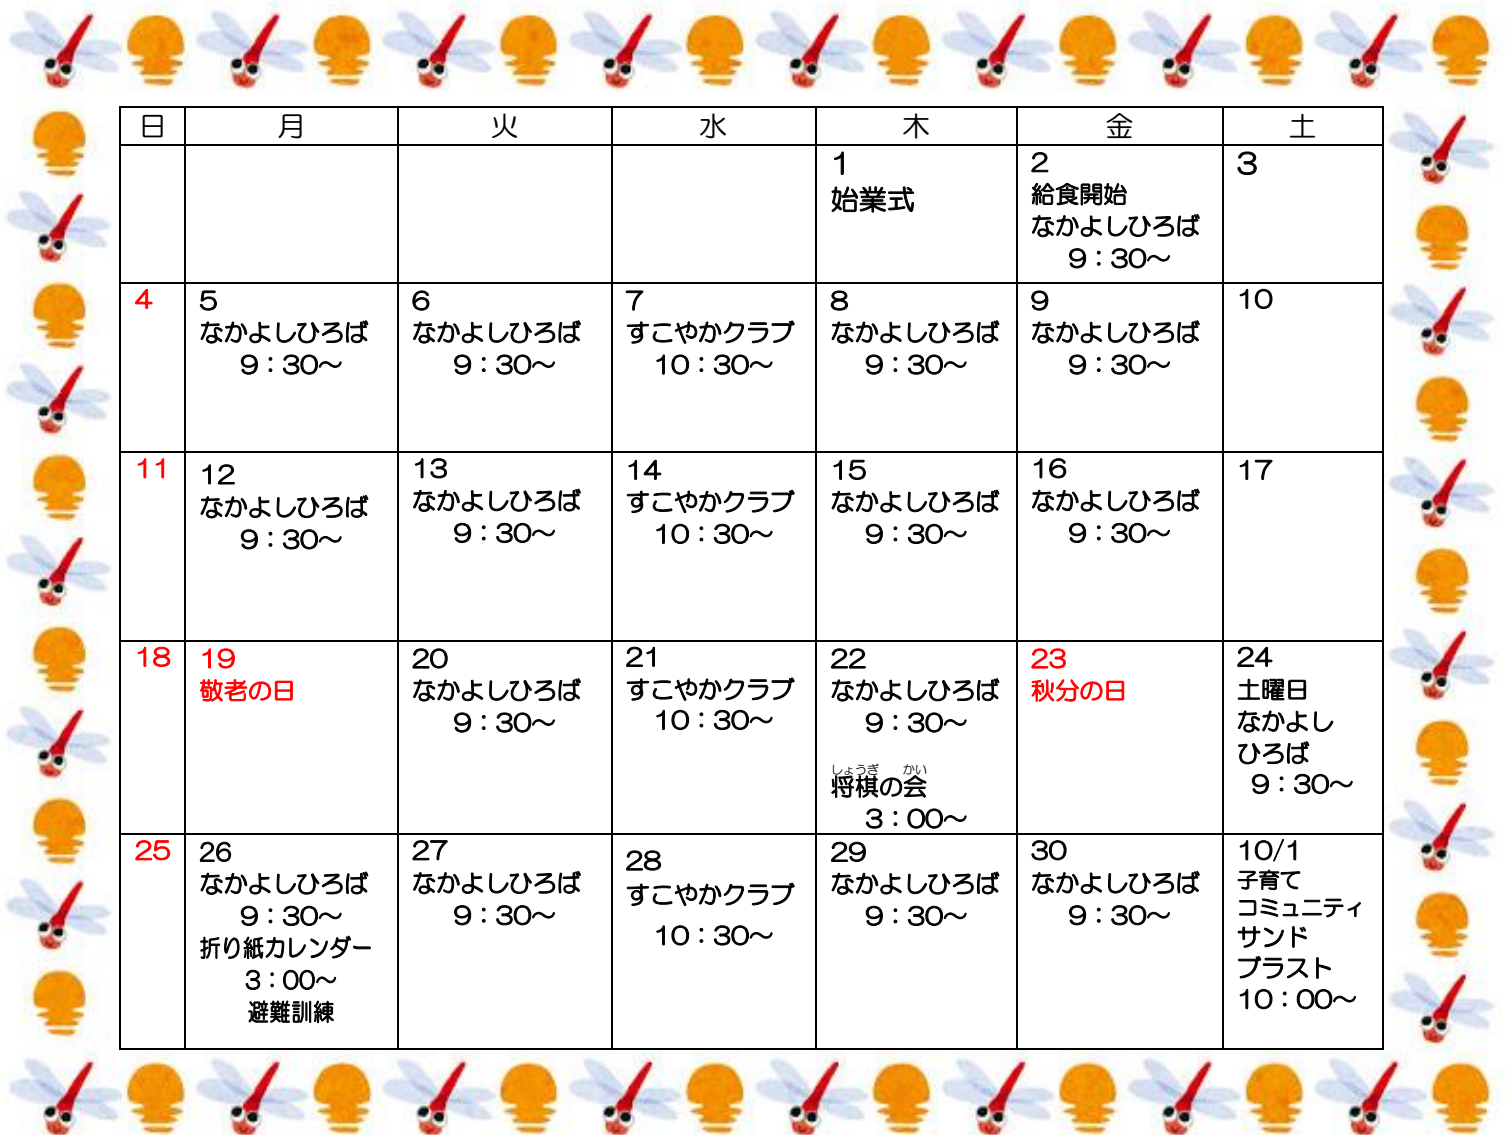 日 月 火 水 木 金 土
1
始業式
2
給食開始
なかよしひろば
9：30～
3
4
5
なかよしひろば
9：30～
6
なかよしひろば
9：30～
7
すこやかクラブ
10：30～
8
なかよしひろば
9：30～
9
なかよしひろば
9：30～
10
11
12
なかよしひろば
9：30～
13
なかよしひろば
9：30～
14
すこやかクラブ
10：30～
15
なかよしひろば
9：30～
16
なかよしひろば
9：30～
17
18
19
敬老の日
20
なかよしひろば
9：30～
21
すこやかクラブ
10：30～
22
なかよしひろば
9：30～
しょうぎ かい
将棋の会
3：00～
23
秋分の日
24
土曜日
なかよし
ひろば
9：30～
25
26
なかよしひろば
9：30～
折り紙カレンダー
3：00～
避難訓練
27
なかよしひろば
9：30～
28
すこやかクラブ
10：30～
29
なかよしひろば
9：30～
30
なかよしひろば
9：30～
10/1
子育て
コミュニティ
サンド
ブラスト
10：00～